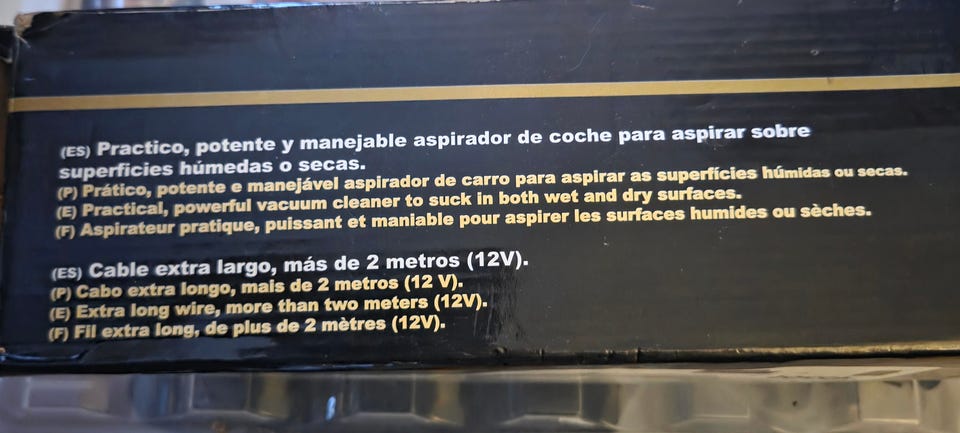 (ES) Practico, potente y manejable aspirador de coche para aspirar sobre
superficies húmedas o secas.
(P) Prático, potente e manejável aspirador de carro para aspirar as superfícies húmidas ou secas.
(E) Practical, powerful vacuum cleaner to suck in both wet and dry surfaces.
(F) Aspirateur pratique, puissant et maniable pour aspirer les surfaces humides ou sèches.
(ES) Cable extra largo, más de 2 metros (12V).
(P) Cabo extra longo, mais de 2 metros (12 V).
(E) Extra long wire, more than two meters (12V).
(F) Fil extra long, de plus de 2 mètres (12V).